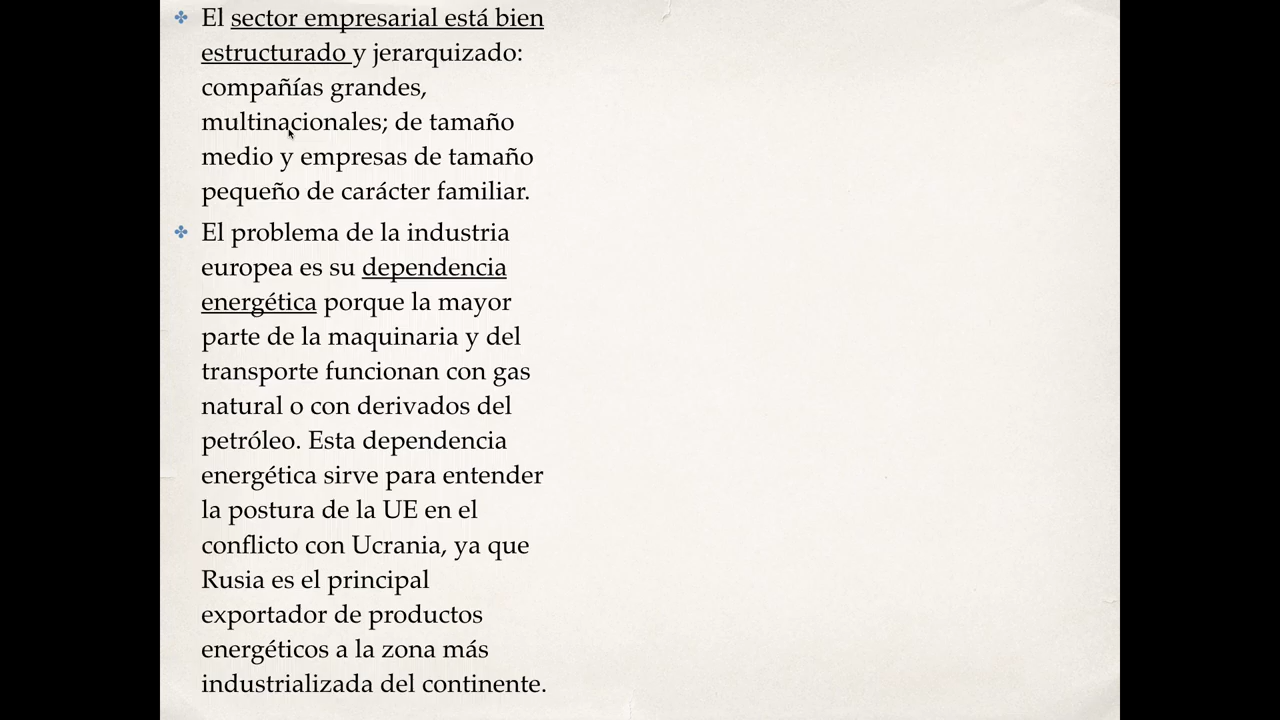 El sector empresarial está bien
estructurado y jerarquizado:
compañías grandes,
multinacionales; de tamaño
medio y empresas de tamaño
pequeño de carácter familiar.
El problema de la industria
europea es su dependencia
energética porque la mayor
parte de la maquinaria y del
transporte funcionan con gas
natural o con derivados del
petróleo. Esta dependencia
energética sirve para entender
la postura de la UE en el
conflicto con Ucrania, ya que
Rusia es el principal
exportador de productos
energéticos a la zona más
industrializada del continente.